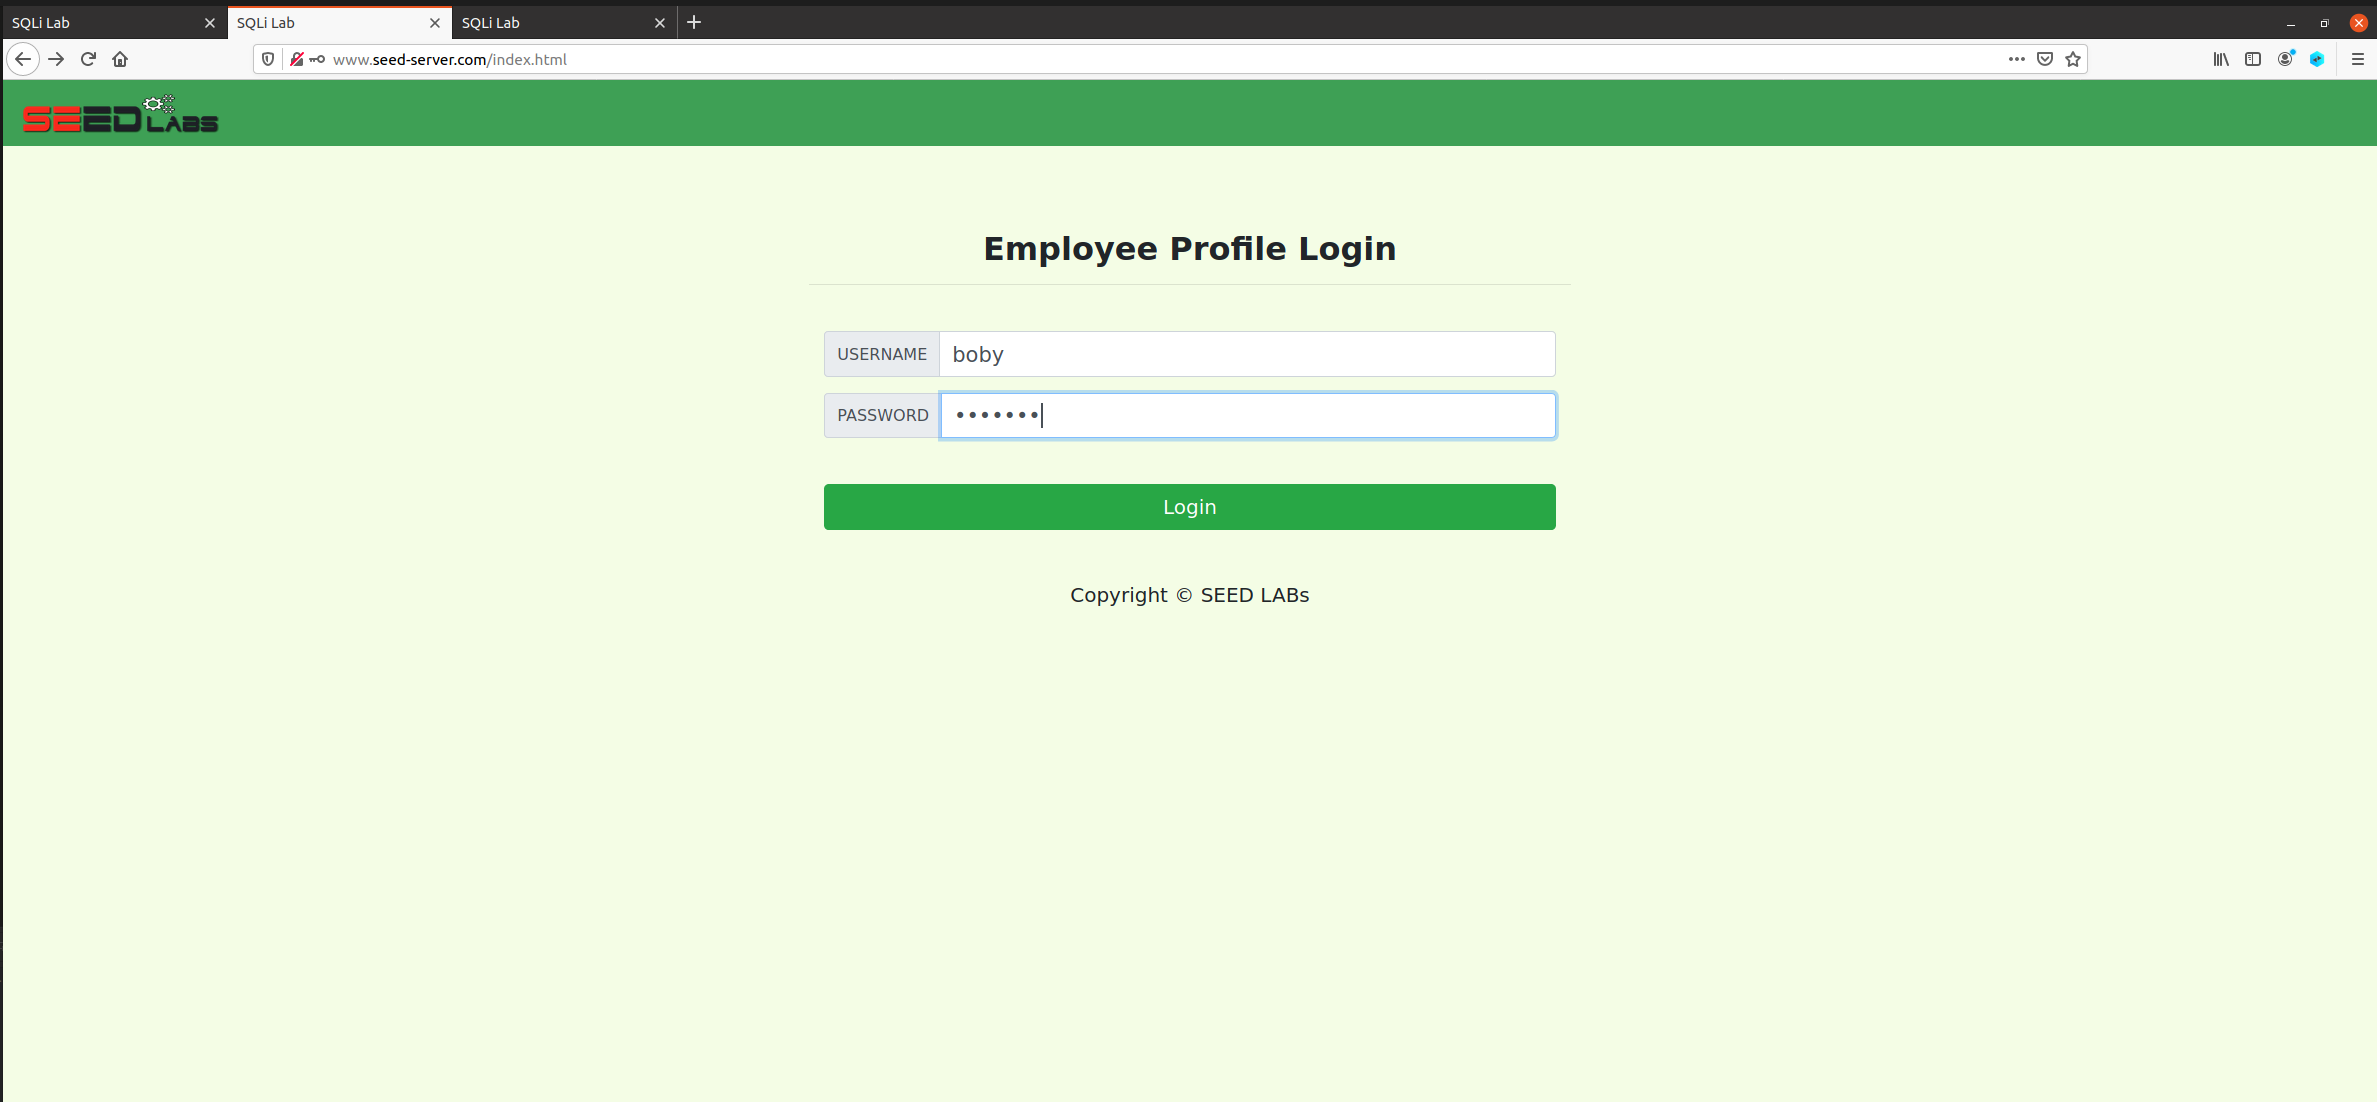 SQLi Lab
SQLi Lab
SQLi Lab
www.seed-server.com/index.html
SEED LABS
Employee Profile Login
USERNAME boby
PASSWORD •••••••
Login
Copyright © SEED LABs